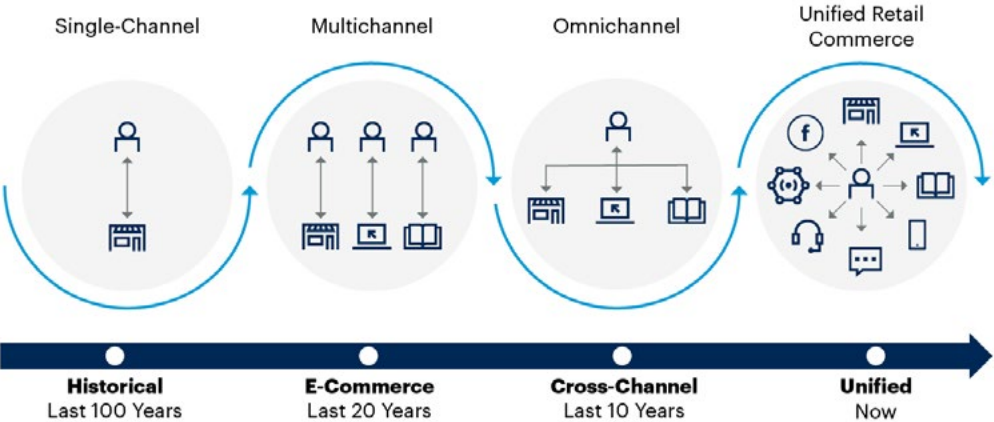 Single-Channel
Multichannel
Omnichannel
Unified Retail
Commerce
f
Historical
Last 100 Years
E-Commerce
Last 20 Years
Cross-Channel
Last 10 Years
Unified
Now